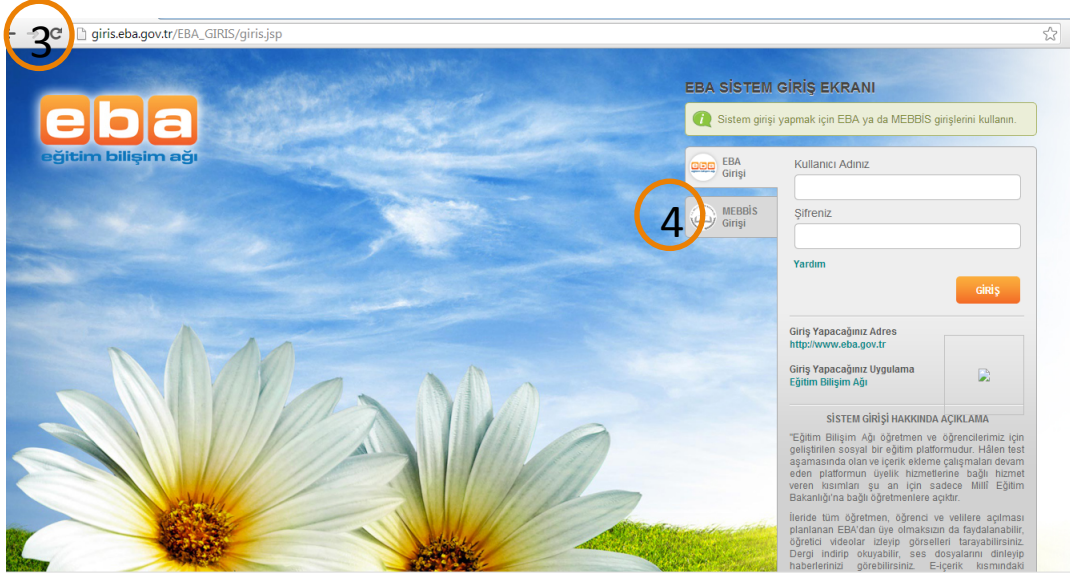 3
giris.eba.gov.tr/EBA_GIRIS/giris.jsp
eba
eğitim bilişim ağı
EBA SİSTEM GİRİŞ EKRANI
Sistem girişi yapmak için EBA ya da MEBBİS girişlerini kullanın.
EBA
Girişi
4
MEBBİS
Girişi
Kullanıcı Adınız
Şifreniz
Yardım
GİRİŞ
Giriş Yapacağınız Adres
http://www.eba.gov.tr
Giriş Yapacağınız Uygulama
Eğitim Bilişim Ağı
SİSTEM GİRİŞİ HAKKINDA AÇIKLAMA
"Eğitim Bilişim Ağı öğretmen ve öğrencilerimiz için
geliştirilen sosyal bir eğitim platformudur. Hâlen test
aşamasında olan ve içerik ekleme çalışmaları devam
eden platformun üyelik hizmetlerine bağlı hizmet
veren kısımları şu an için sadece Millî Eğitim
Bakanlığı'na bağlı öğretmenlere açıktır.
İleride tüm öğretmen, öğrenci ve velilere açılması
planlanan EBA'dan üye olmaksızın da faydalanabilir,
öğretici videolar izleyip görselleri tarayabilirsiniz.
Dergi indirip okuyabilir, ses dosyalarını dinleyip
haberlerinizi görebilirsiniz. E-içerik kısmındaki